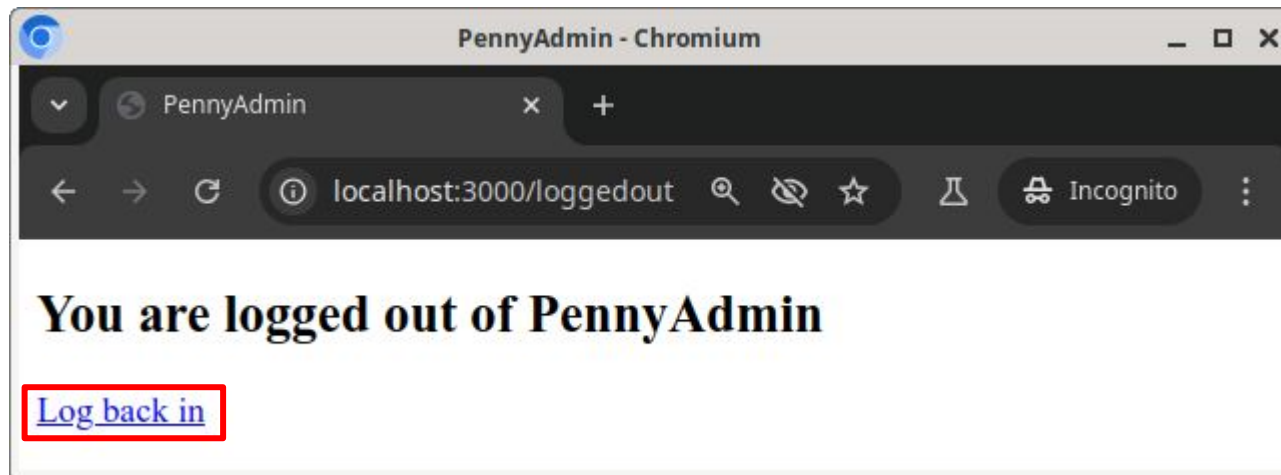 PennyAdmin - Chromium
PennyAdmin
localhost:3000/loggedout
Incognito
You are logged out of PennyAdmin
Log back in